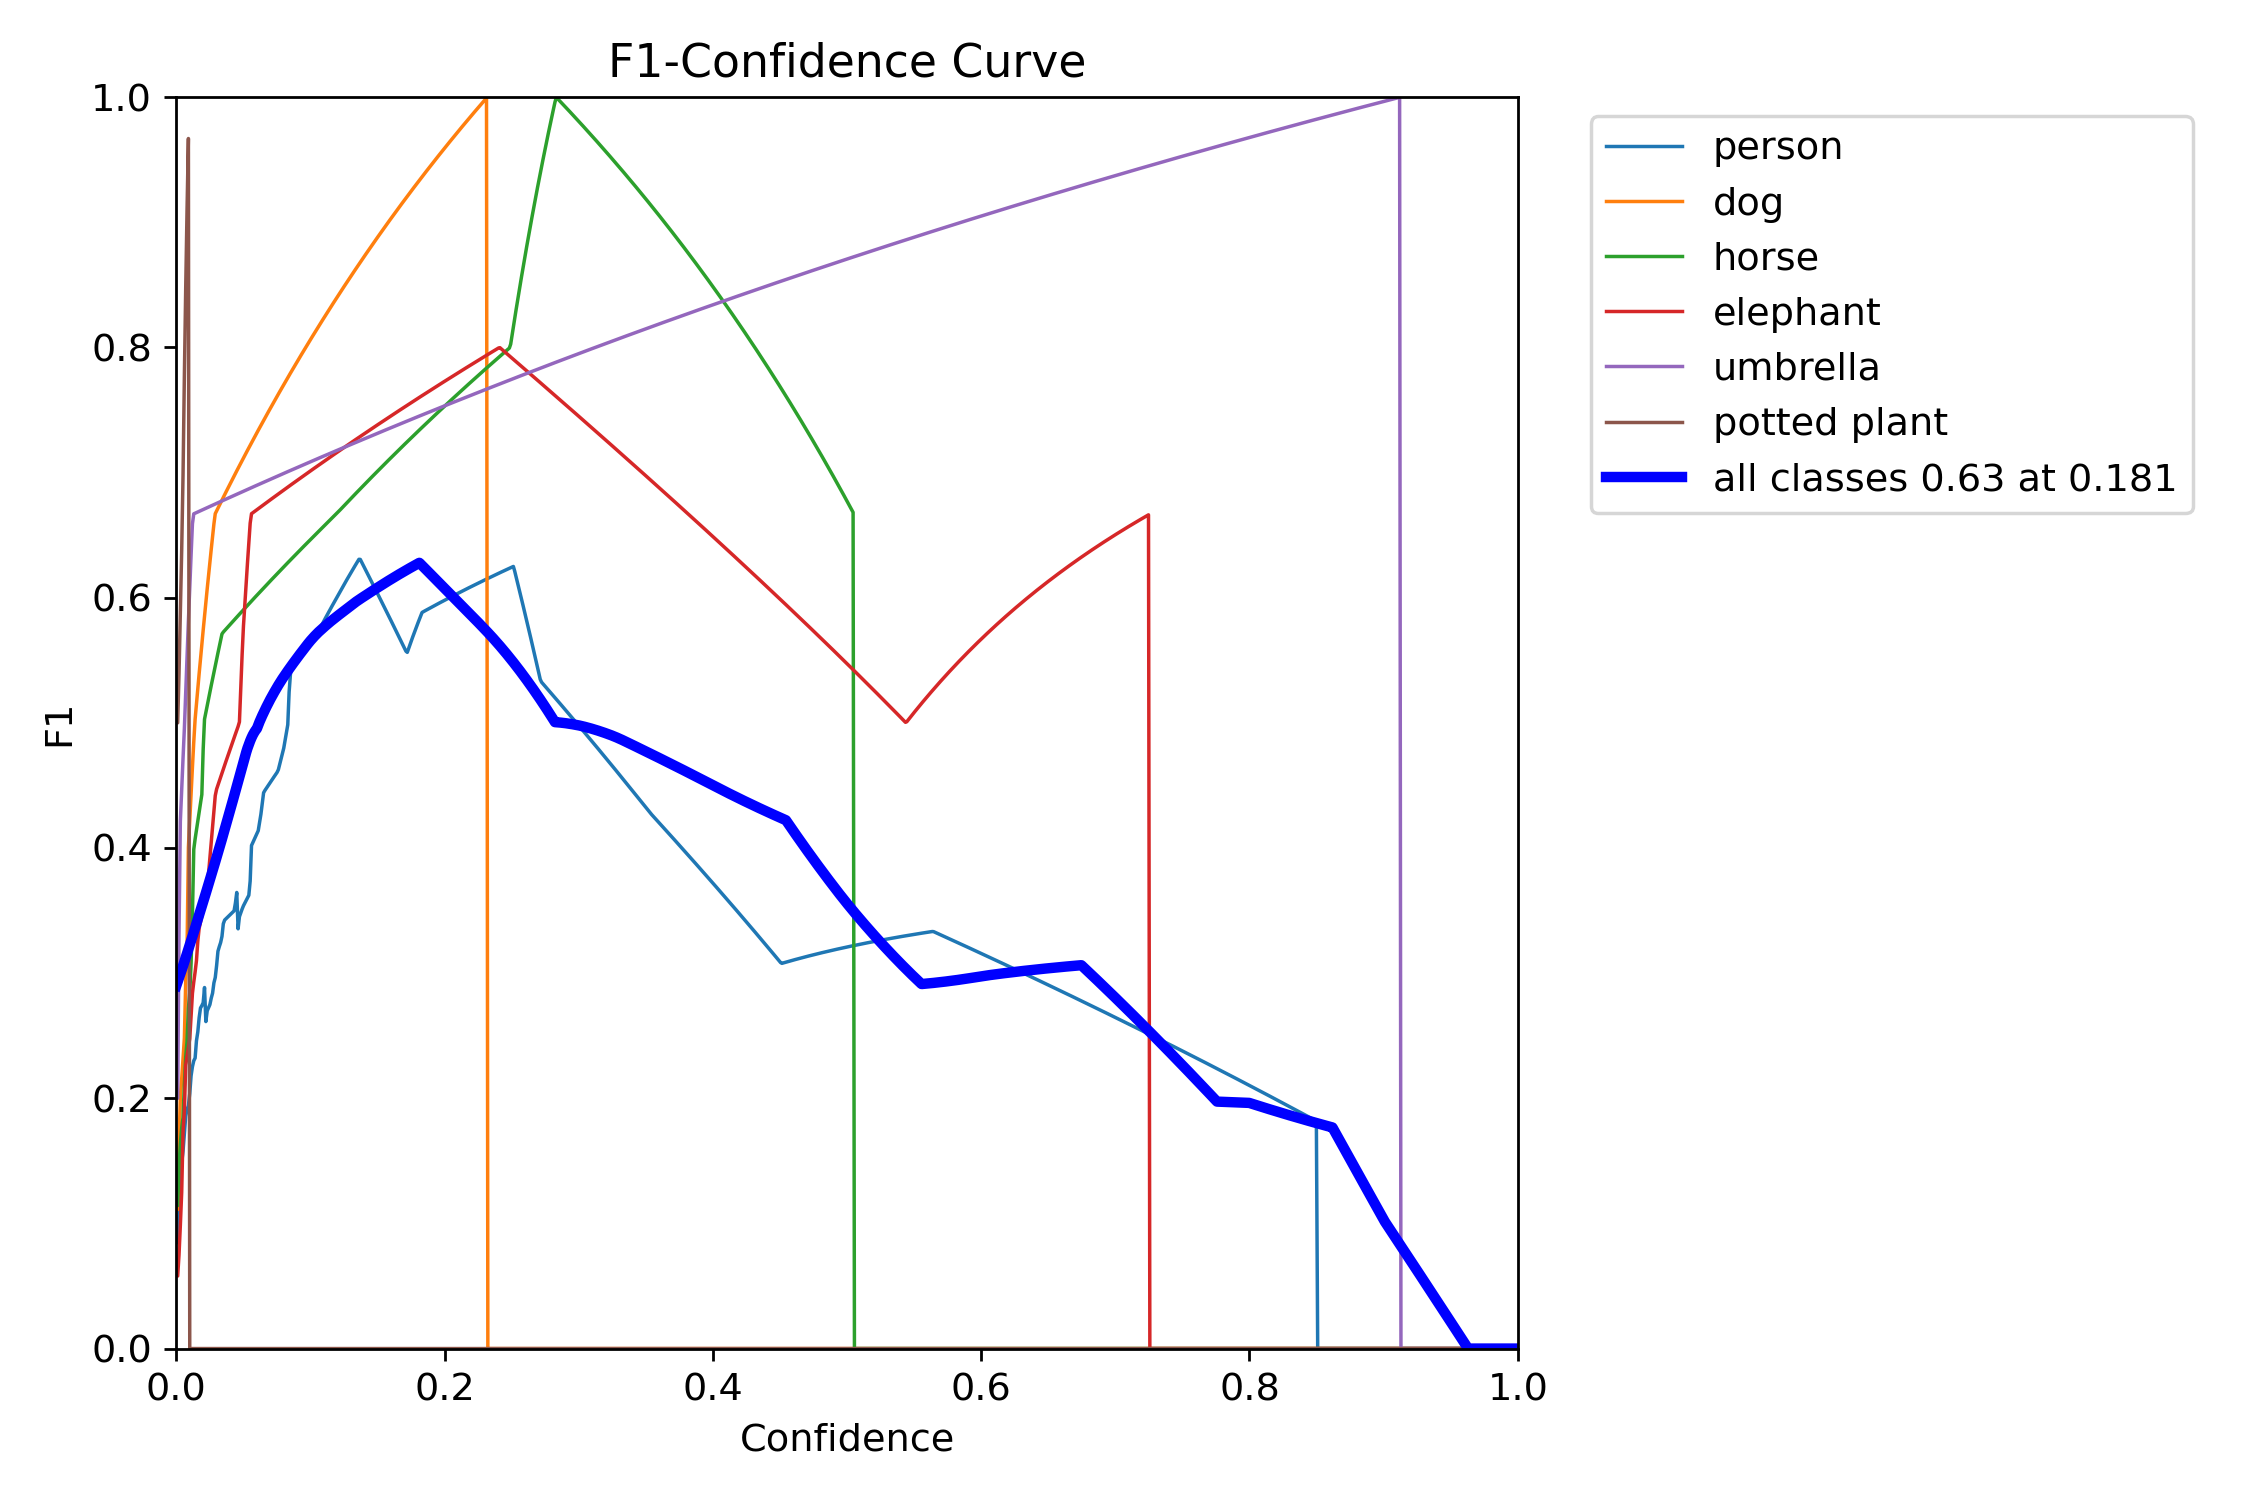 F1-Confidence Curve
1.0
0.8
0.6
0.4
0.2
0.0
F1
0.0 0.2 0.4 0.6 0.8 1.0
Confidence
person
dog
horse
elephant
umbrella
potted plant
all classes 0.63 at 0.181